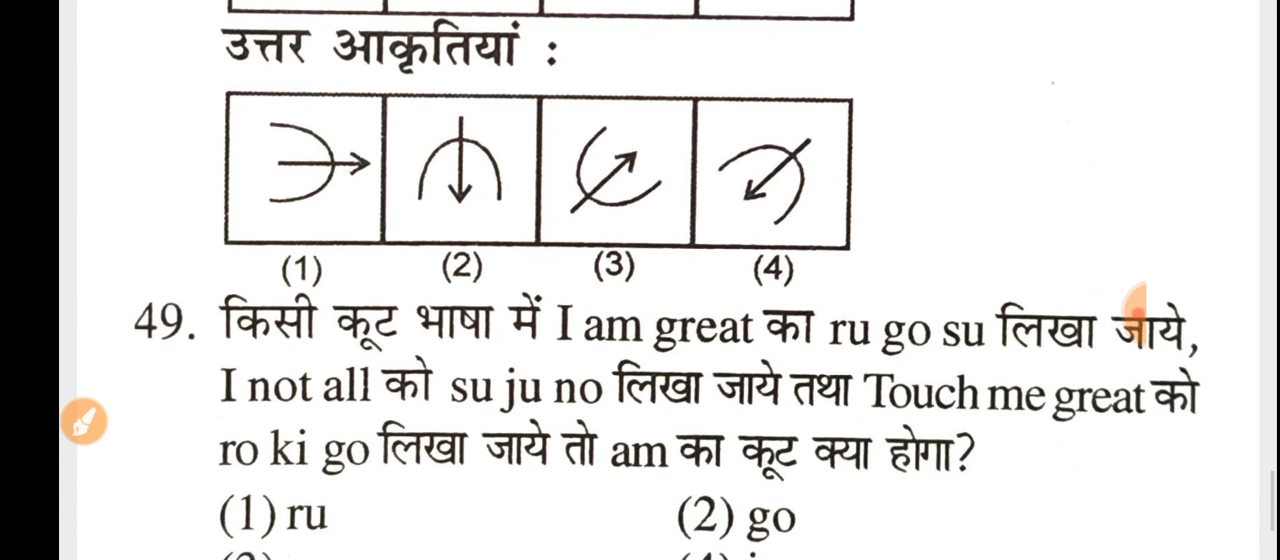 उत्तर आकृतियां :
(1) (2) (3) (4)
49. किसी कूट भाषा में I am great का ru go su लिखा जाये,
I not all को su ju no लिखा जाये तथा Touch me great को
ro ki go लिखा जाये तो am का कूट क्या होगा?
(1) ru (2) go